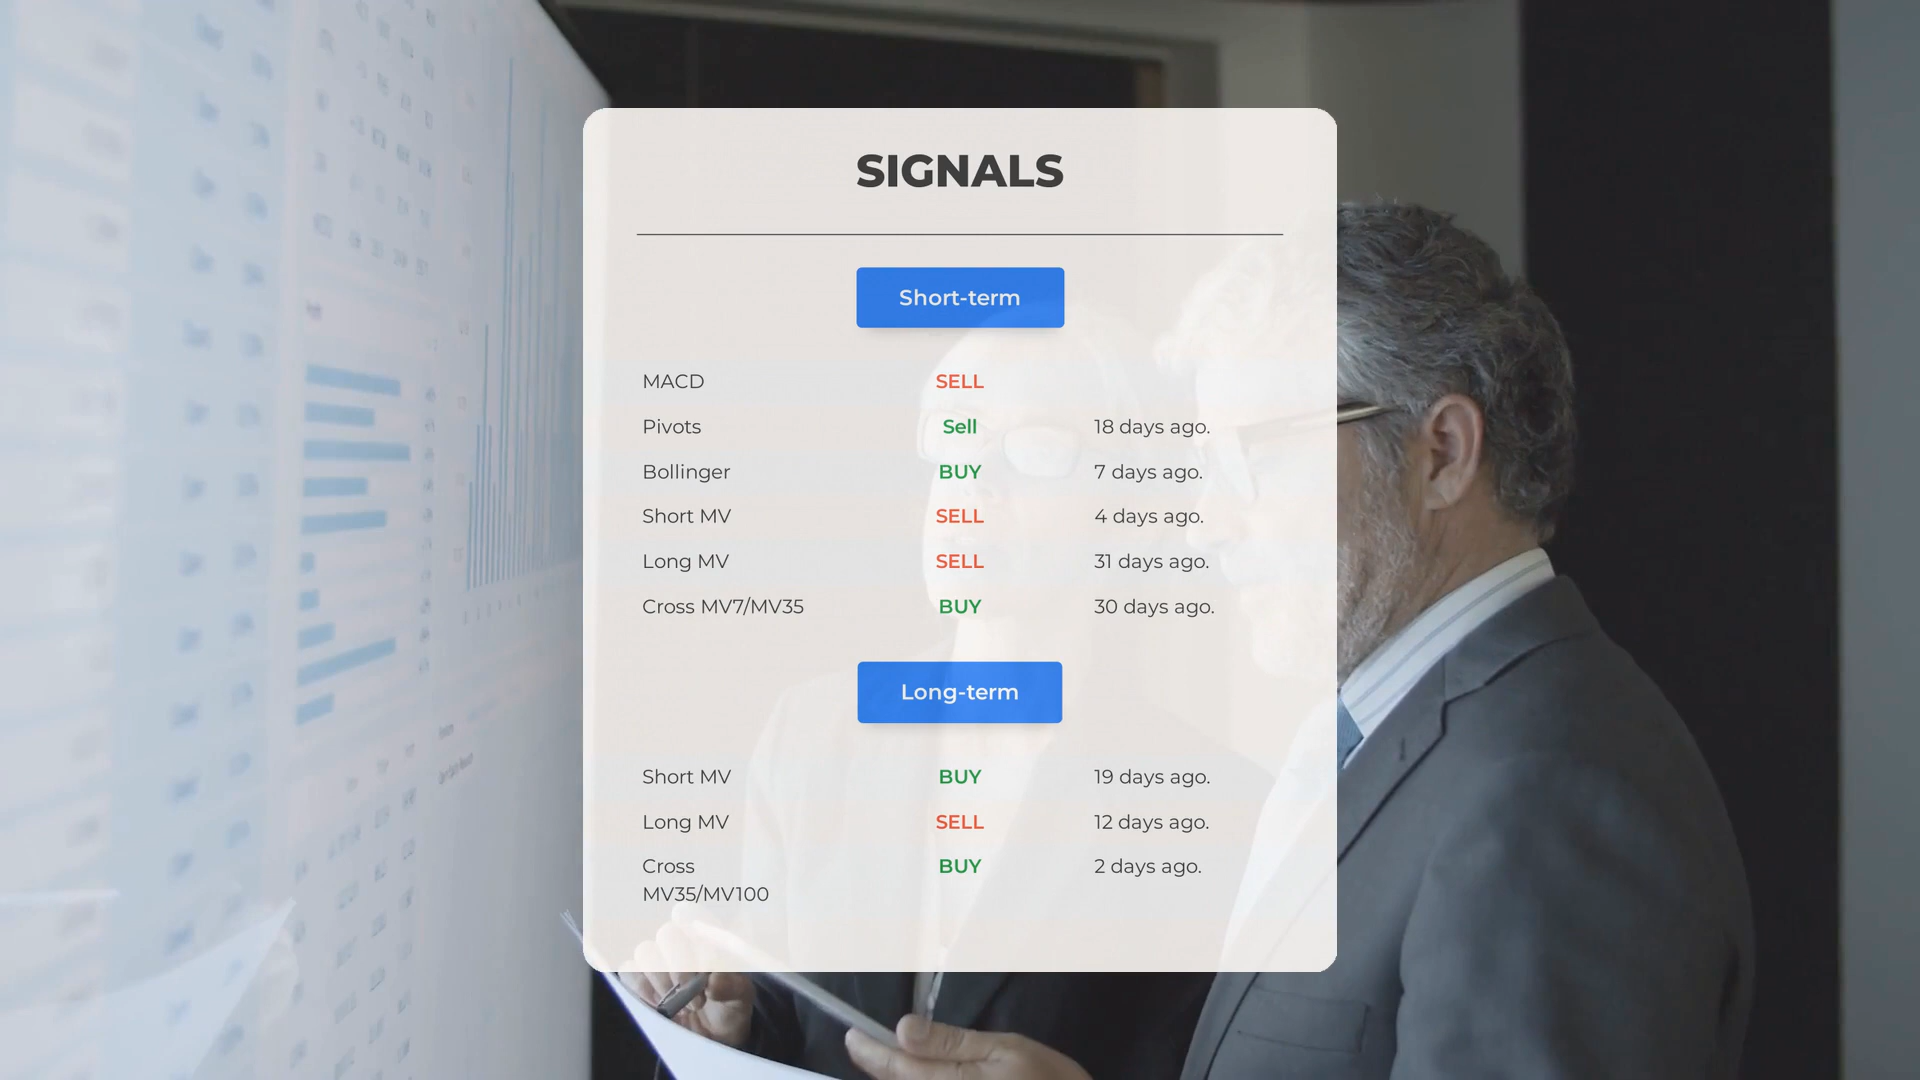 SIGNALS
Short-term
MACD SELL
Pivots Sell 18 days ago.
Bollinger BUY 7 days ago.
Short MV SELL 4 days ago.
Long MV SELL 31 days ago.
Cross MV7/MV35 BUY 30 days ago.
Long-term
Short MV BUY 19 days ago.
Long MV SELL 12 days ago.
Cross BUY 2 days ago.
MV35/MV100